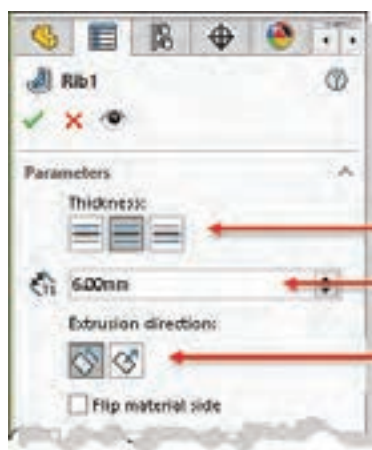 Rib1
Parameters
Thickness:
6.00mm
Extrusion direction:
Flip material side